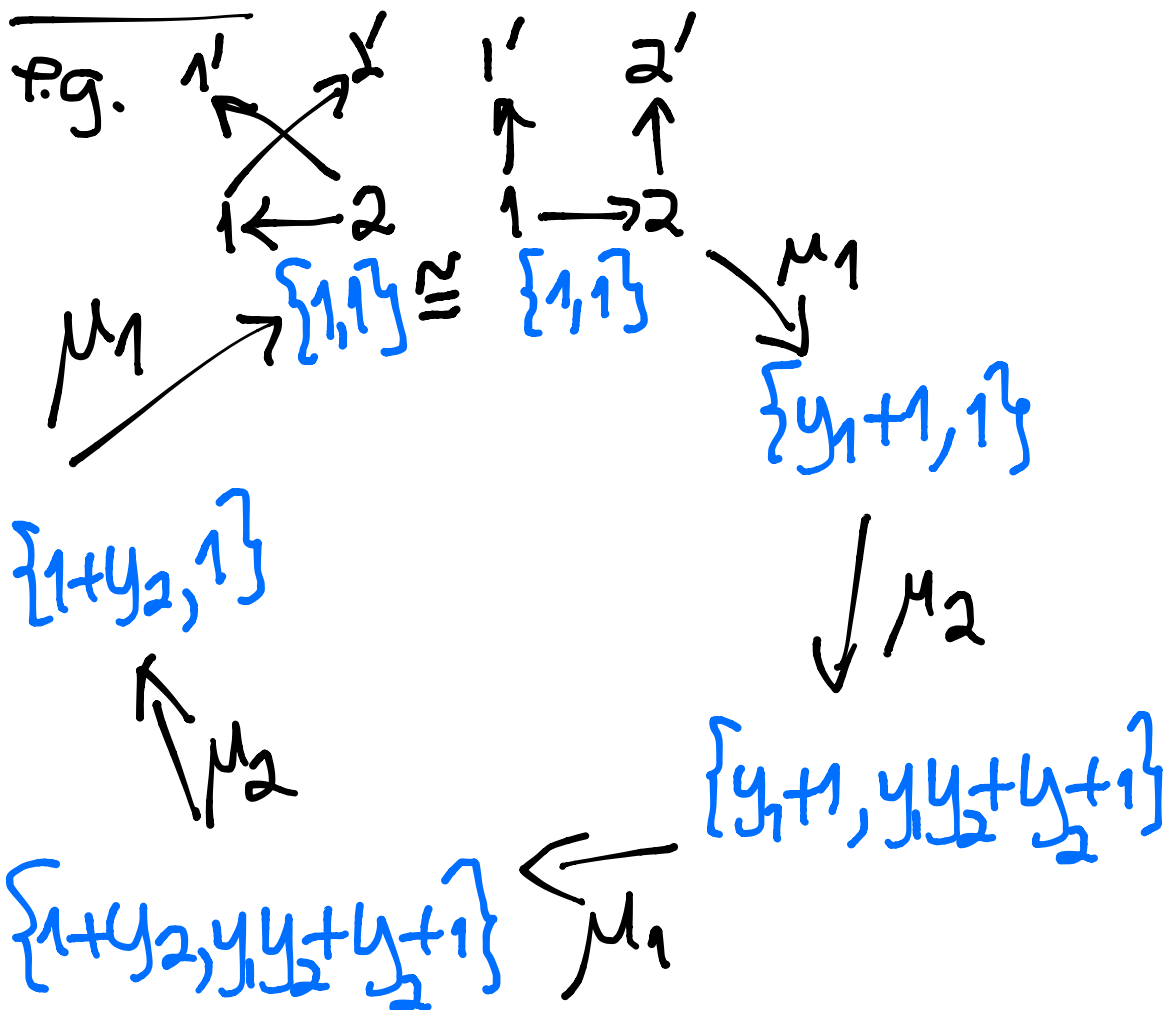 e.g. 1' 2' 1' 2'
1 2 1 2
{1,1} ≅ {1,1}
μ1 μ1
{y₁+1, 1}
{1+y₂, 1}
μ2
μ2
{y₁+1, y₁y₂+y₂+1}
{1+y₂, y₁y₂+y₂+1}
μ1